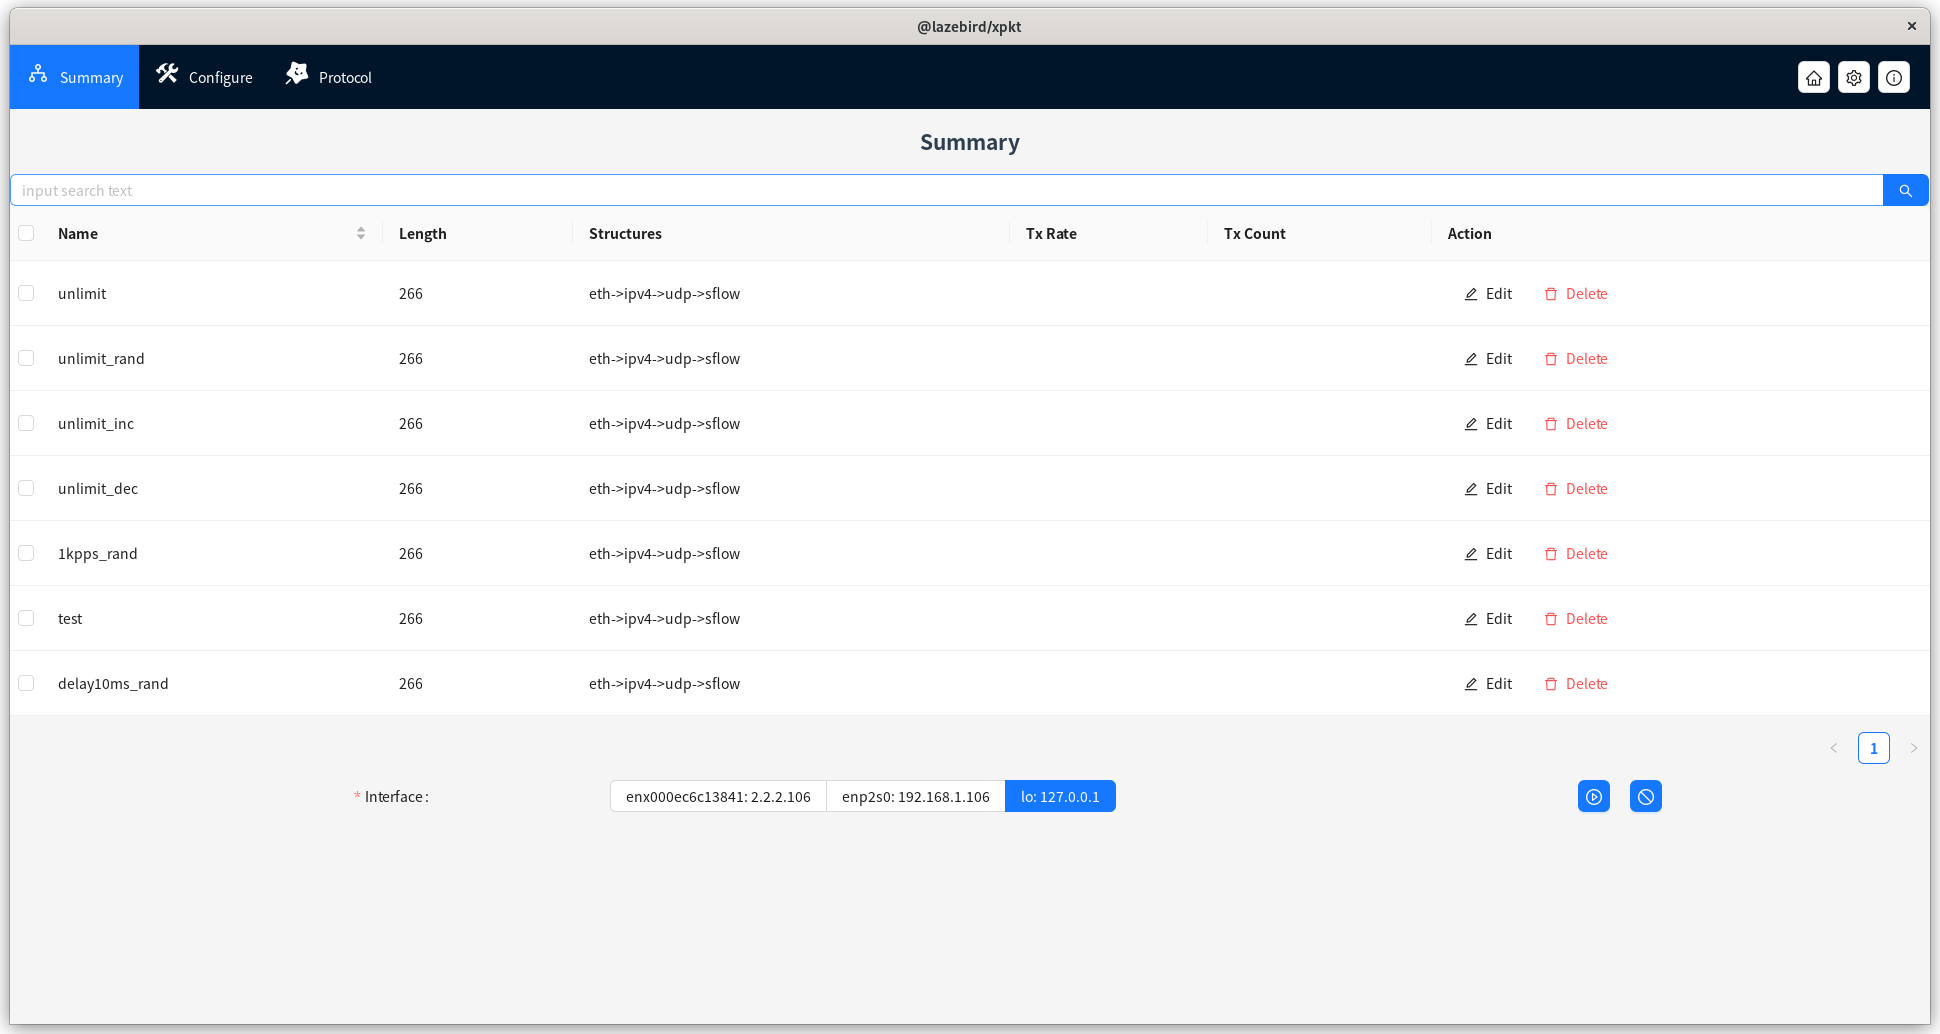 @lazebird/xpkt
Summary Configure Protocol
Summary
input search text
Name Length Structures Tx Rate Tx Count Action
unlimit 266 eth->ipv4->udp->sflow Edit Delete
unlimit_rand 266 eth->ipv4->udp->sflow Edit Delete
unlimit_inc 266 eth->ipv4->udp->sflow Edit Delete
unlimit_dec 266 eth->ipv4->udp->sflow Edit Delete
1kpps_rand 266 eth->ipv4->udp->sflow Edit Delete
test 266 eth->ipv4->udp->sflow Edit Delete
delay10ms_rand 266 eth->ipv4->udp->sflow Edit Delete
< 1 >
* Interface: enx000ec6c13841: 2.2.2.106 enp2s0: 192.168.1.106 lo: 127.0.0.1